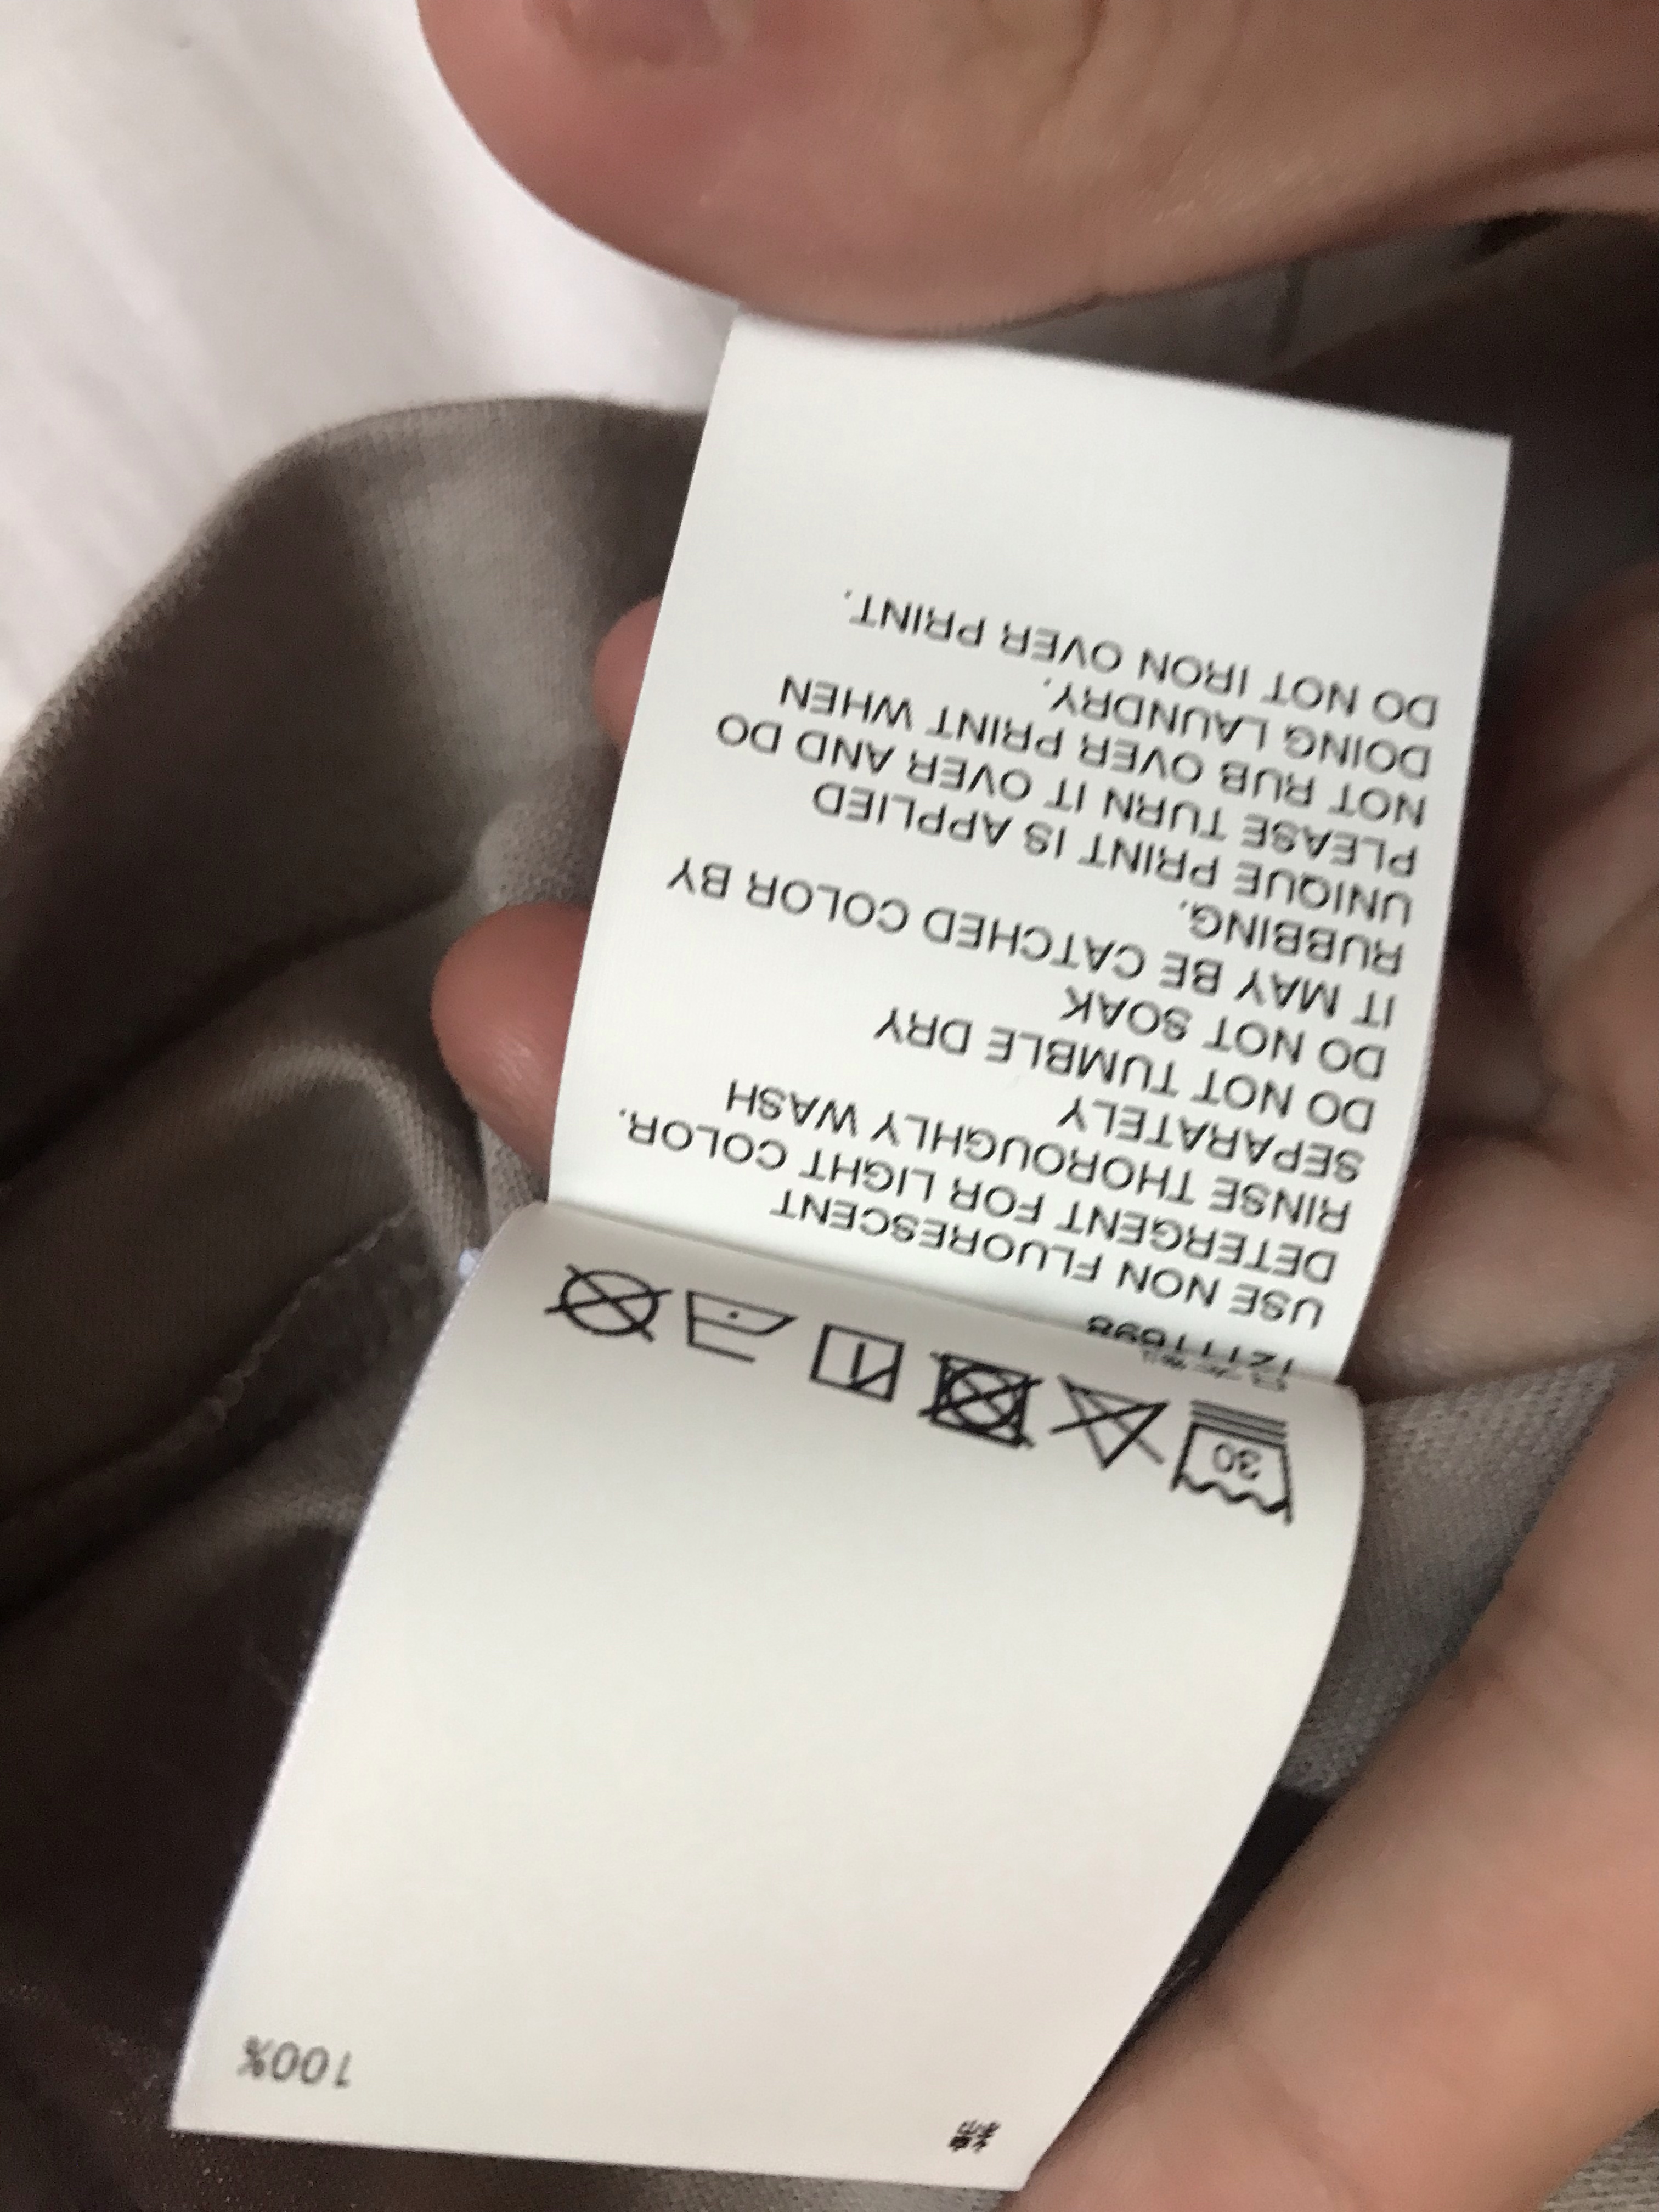 綿
100%
30
12111698
USE NON FLUORESCENT
DETERGENT FOR LIGHT COLOR.
RINSE THOROUGHLY WASH
SEPARATELY
DO NOT TUMBLE DRY
DO NOT SOAK
IT MAY BE CATCHED COLOR BY
RUBBING.
UNIQUE PRINT IS APPLIED
PLEASE TURN IT OVER AND DO
NOT RUB OVER PRINT WHEN
DOING LAUNDRY.
DO NOT IRON OVER PRINT.